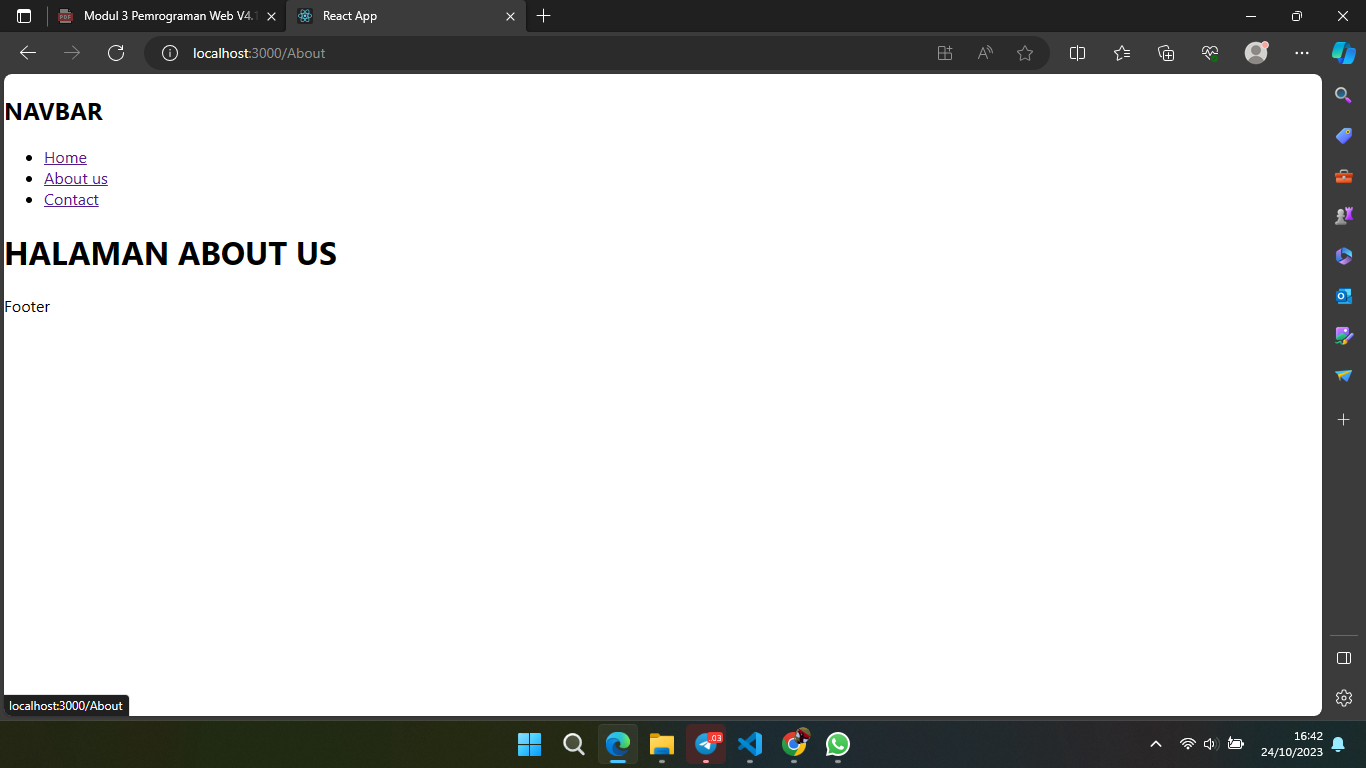 Modul 3 Pemrograman Web V4.1
React App
localhost:3000/About
NAVBAR
Home
About us
Contact
HALAMAN ABOUT US
Footer
localhost:3000/About
03
16:42
24/10/2023